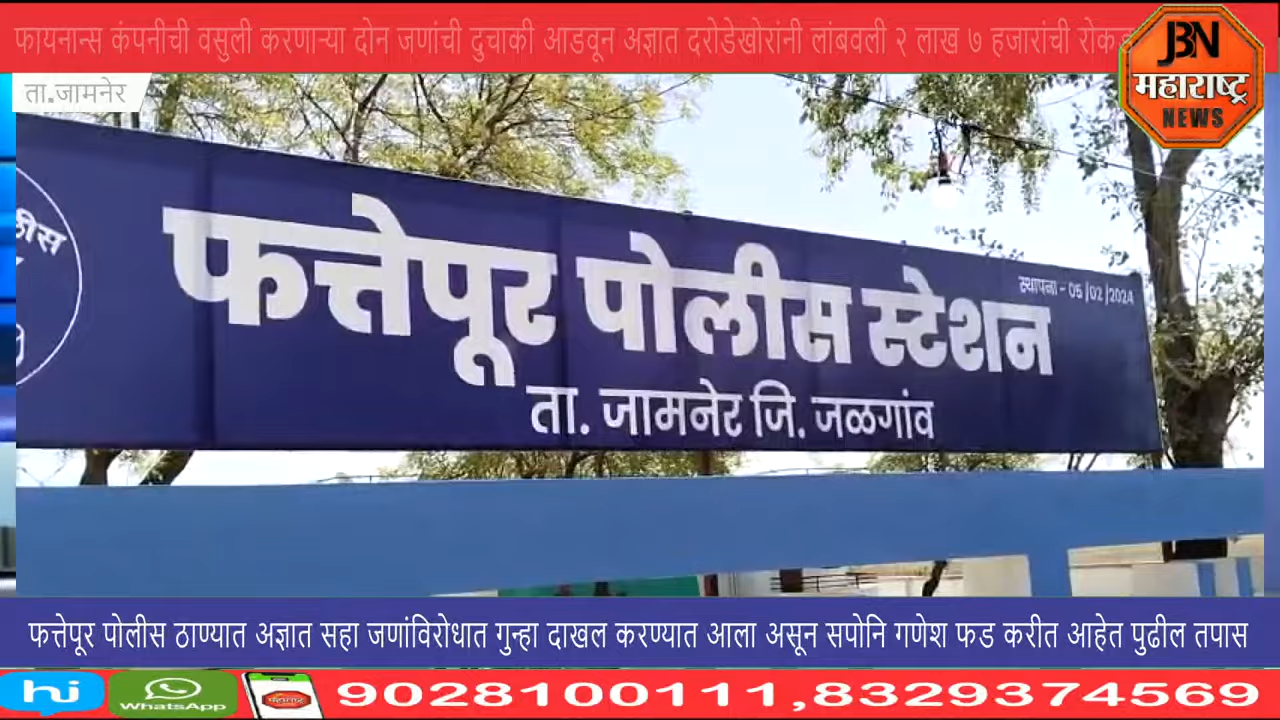 फायनान्स कंपनीची वसुली करणाऱ्या दोन जणांची दुचाकी आडवून अज्ञात दरोडेखोरांनी लांबवली २ लाख ७ हजारांची
JBN
महाराष्ट्र
NEWS
ता.जामनेर
फत्तेपूर पोलीस स्टेशन
स्थापना - 05 /02 /2024
ता. जामनेर जि. जळगांव
फत्तेपूर पोलीस ठाण्यात अज्ञात सहा जणांविरोधात गुन्हा दाखल करण्यात आला असून सपोनि गणेश फड करीत आहेत पुढील तपास
hi
WhatsApp
महाराष्ट्र
9028100111,8329374569